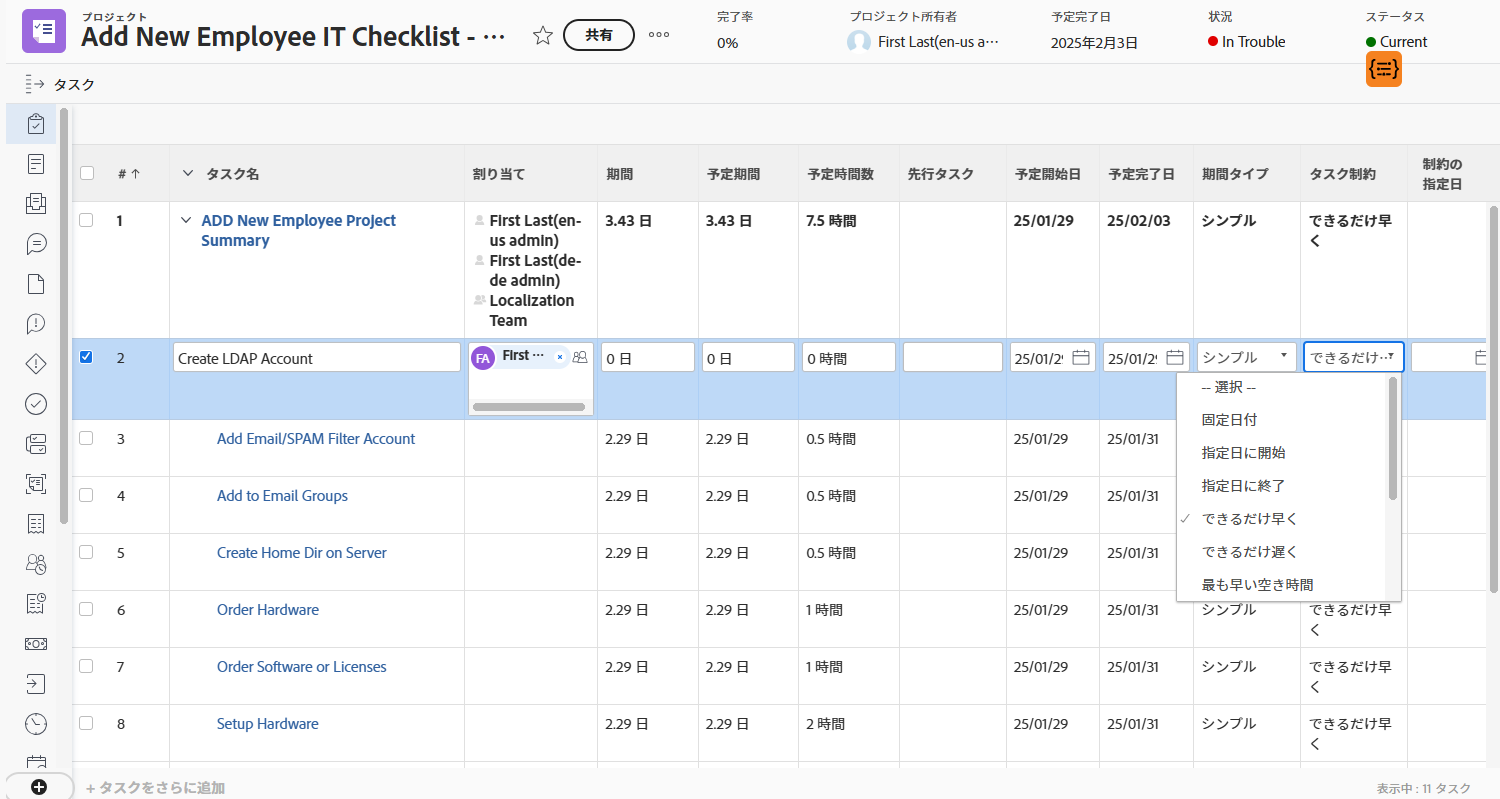 プロジェクト
Add New Employee IT Checklist - ···
共有
完了率
0%
プロジェクト所有者
First Last(en-us a···
予定完了日
2025年2月3日
状況
In Trouble
ステータス
Current
タスク
# ↑ タスク名 割り当て 期間 予定期間 予定時間数 先行タスク 予定開始日 予定完了日 期間タイプ タスク制約 制約の
指定日
1 ADD New Employee Project
Summary
First Last(en-
us admin)
First Last(de-
de admin)
Localization
Team
3.43 日 3.43 日 7.5 時間 25/01/29 25/02/03 シンプル できるだけ早
く
2 Create LDAP Account FA First ··· × 0 日 0 日 0 時間 25/01/2 25/01/2 シンプル できるだけ···
-- 選択 --
固定日付
指定日に開始
指定日に終了
できるだけ早く
できるだけ遅く
最も早い空き時間
3 Add Email/SPAM Filter Account 2.29 日 2.29 日 0.5 時間 25/01/29 25/01/31
4 Add to Email Groups 2.29 日 2.29 日 0.5 時間 25/01/29 25/01/31
5 Create Home Dir on Server 2.29 日 2.29 日 0.5 時間 25/01/29 25/01/31
6 Order Hardware 2.29 日 2.29 日 1 時間 25/01/29 25/01/31 シンプル できるだけ早
く
7 Order Software or Licenses 2.29 日 2.29 日 1 時間 25/01/29 25/01/31 シンプル できるだけ早
く
8 Setup Hardware 2.29 日 2.29 日 2 時間 25/01/29 25/01/31 シンプル できるだけ早
く
+ タスクをさらに追加
表示中 : 11 タスク